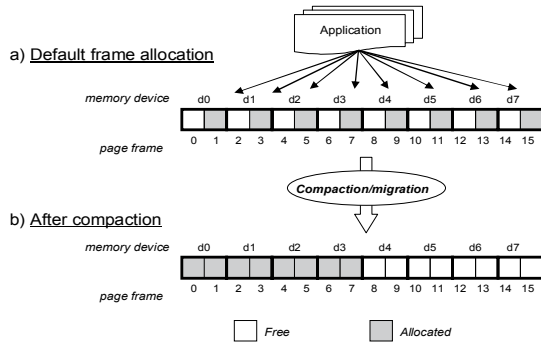 Application
a) Default frame allocation
memory device d0 d1 d2 d3 d4 d5 d6 d7
page frame 0 1 2 3 4 5 6 7 8 9 10 11 12 13 14 15
Compaction/migration
b) After compaction
memory device d0 d1 d2 d3 d4 d5 d6 d7
page frame 0 1 2 3 4 5 6 7 8 9 10 11 12 13 14 15
Free Allocated